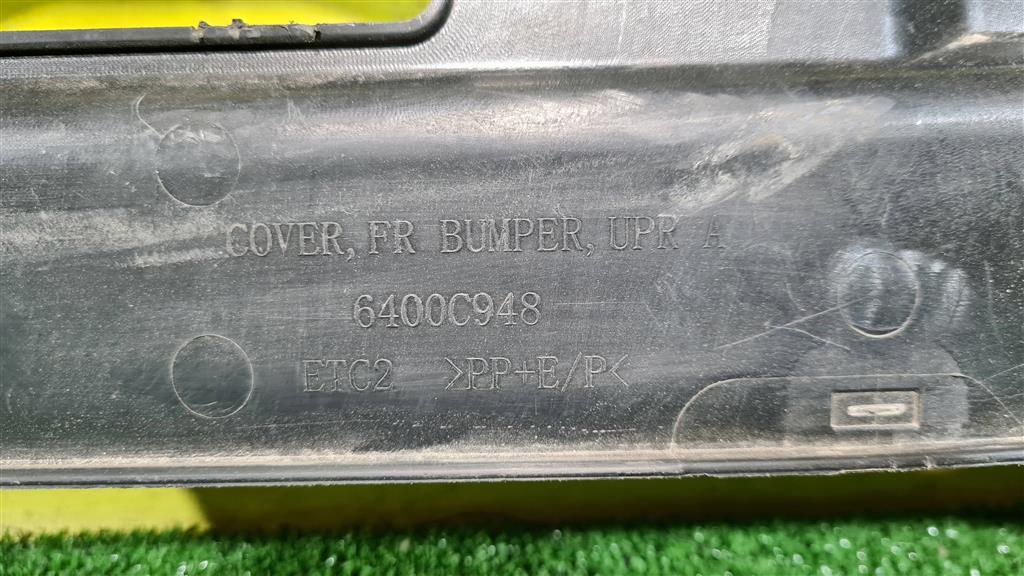 COVER, FR BUMPER, UPR A
6400C948
ETC2 >PP+E/P<